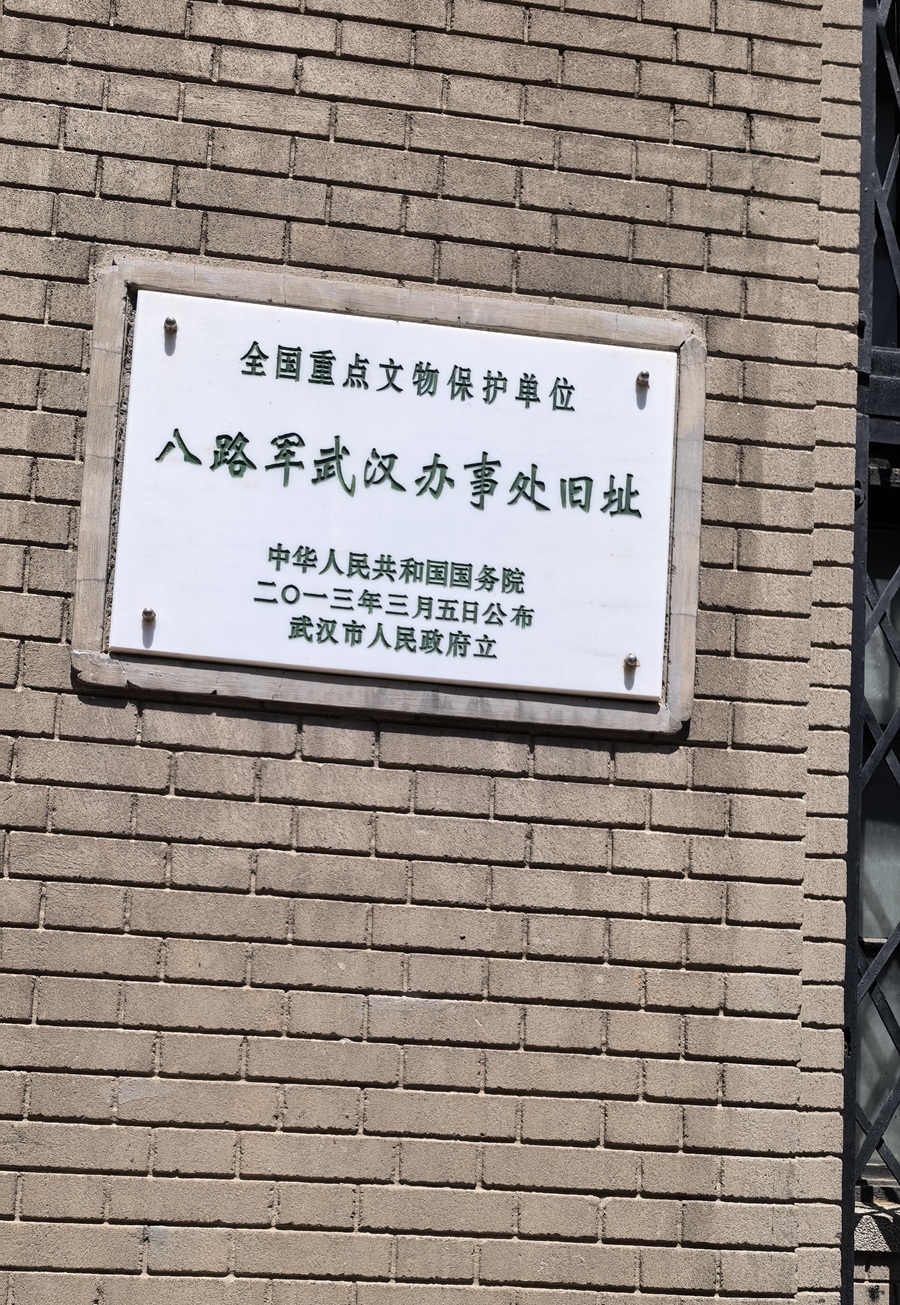 全国重点文物保护单位
八路军武汉办事处旧址
中华人民共和国国务院
二〇一三年三月五日公布
武汉市人民政府立